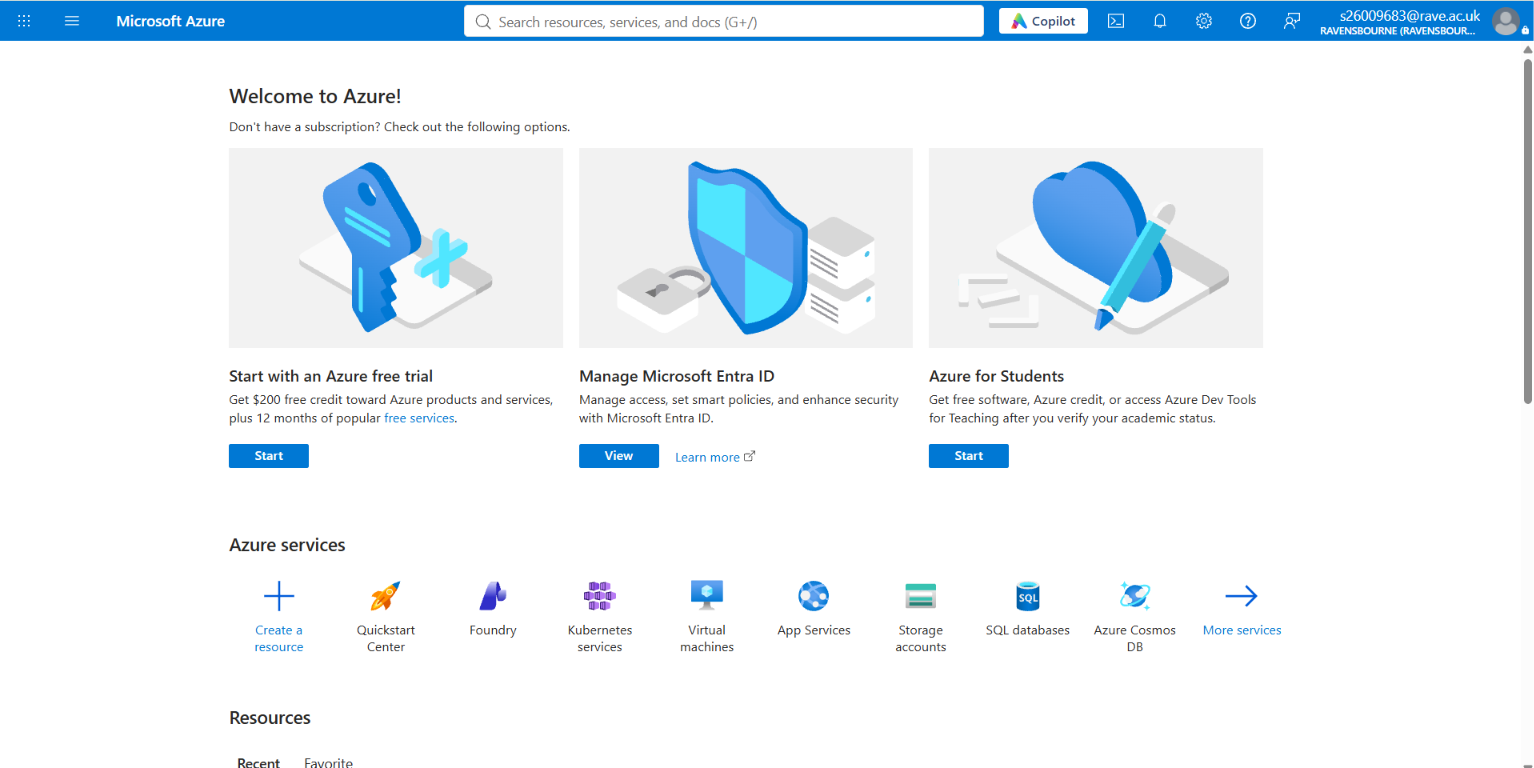 Microsoft Azure
Search resources, services, and docs (G+/)
Copilot
s26009683@rave.ac.uk
RAVENSBOURNE (RAVENSBOUR...
Welcome to Azure!
Don't have a subscription? Check out the following options.
Start with an Azure free trial
Get $200 free credit toward Azure products and services,
plus 12 months of popular free services.
Start
Manage Microsoft Entra ID
Manage access, set smart policies, and enhance security
with Microsoft Entra ID.
View
Learn more
Azure for Students
Get free software, Azure credit, or access Azure Dev Tools
for Teaching after you verify your academic status.
Start
Azure services
Create a
resource
Quickstart
Center
Foundry
Kubernetes
services
Virtual
machines
App Services
Storage
accounts
SQL
SQL databases
Azure Cosmos
DB
More services
Resources
Recent
Favorite